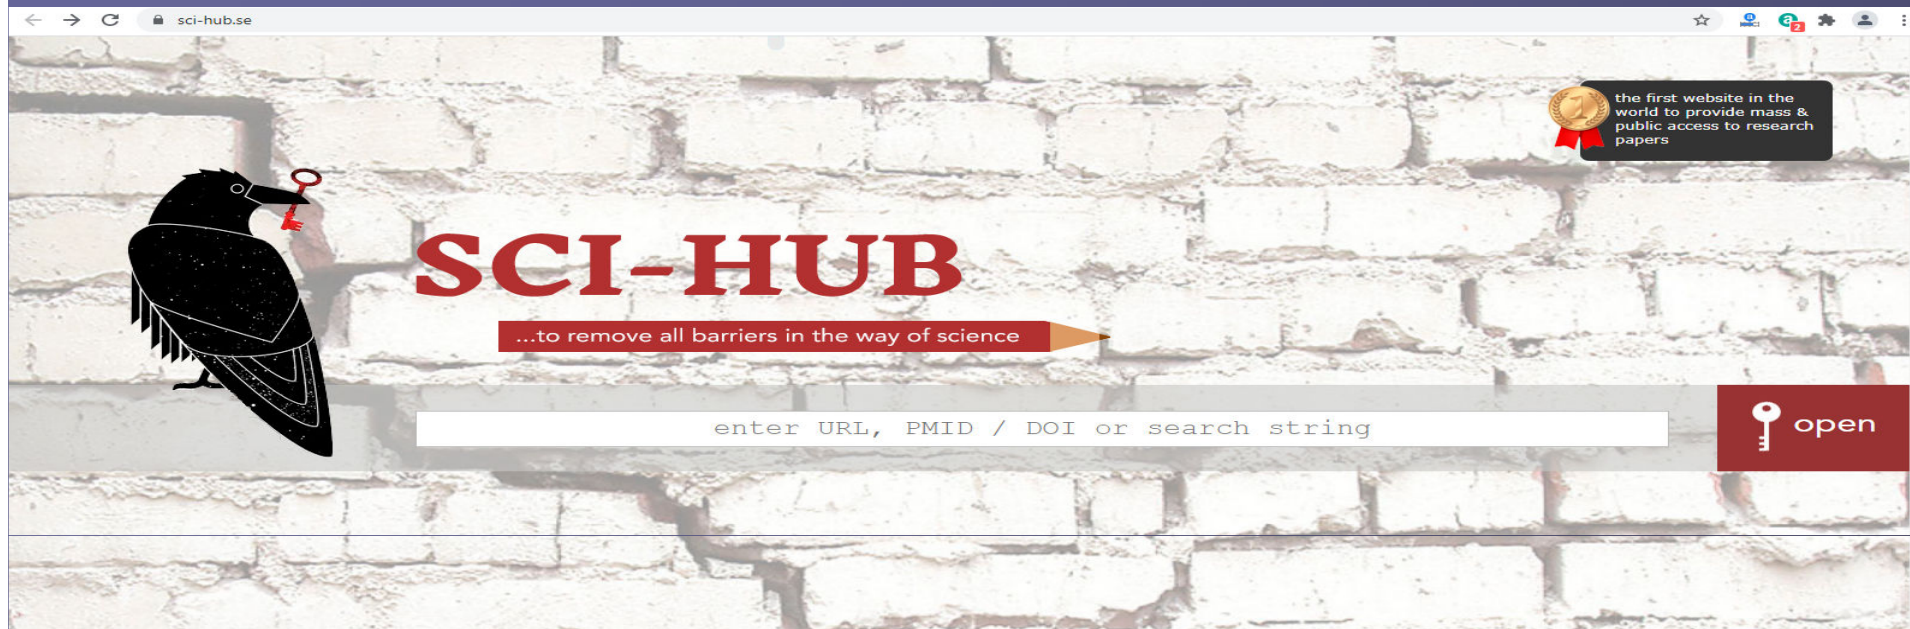 sci-hub.se
2
the first website in the
world to provide mass &
public access to research
papers
SCI-HUB
...to remove all barriers in the way of science
enter URL, PMID / DOI or search string
open